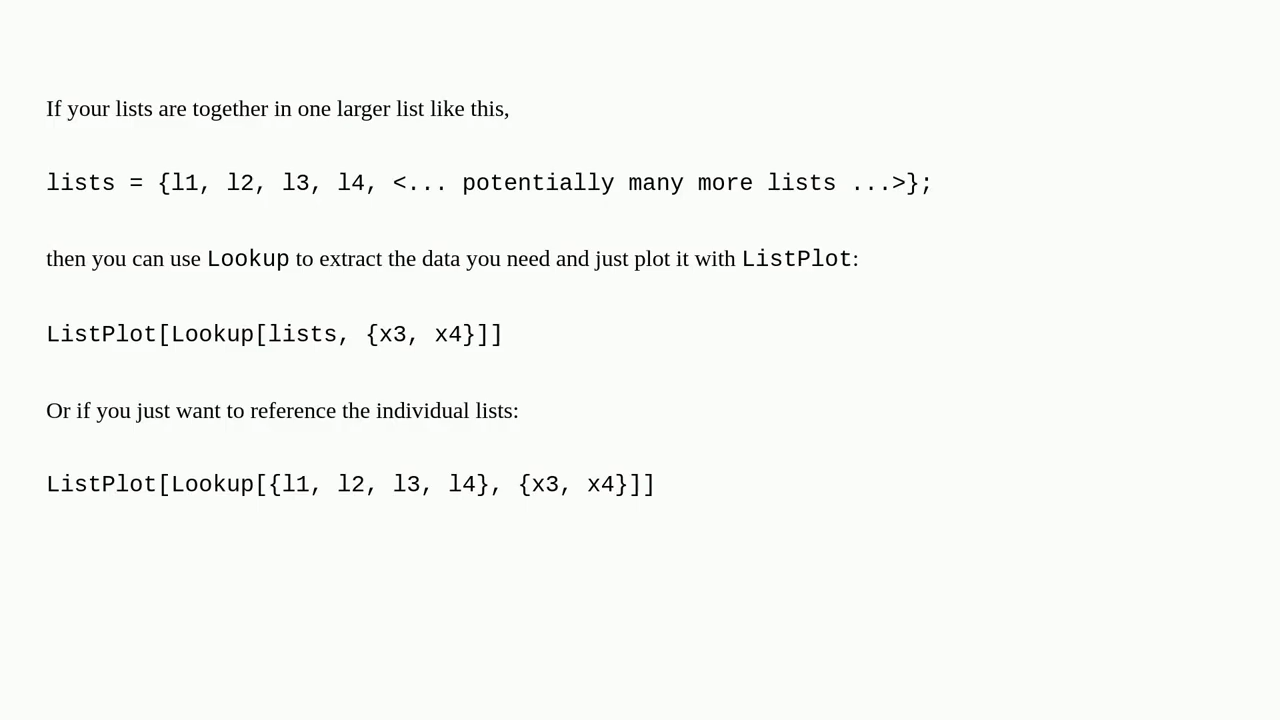 If your lists are together in one larger list like this,
lists = {l1, l2, l3, l4, <... potentially many more lists ...>};
then you can use Lookup to extract the data you need and just plot it with ListPlot:
ListPlot[Lookup[lists, {x3, x4}]]
Or if you just want to reference the individual lists:
ListPlot[Lookup[{l1, l2, l3, l4}, {x3, x4}]]